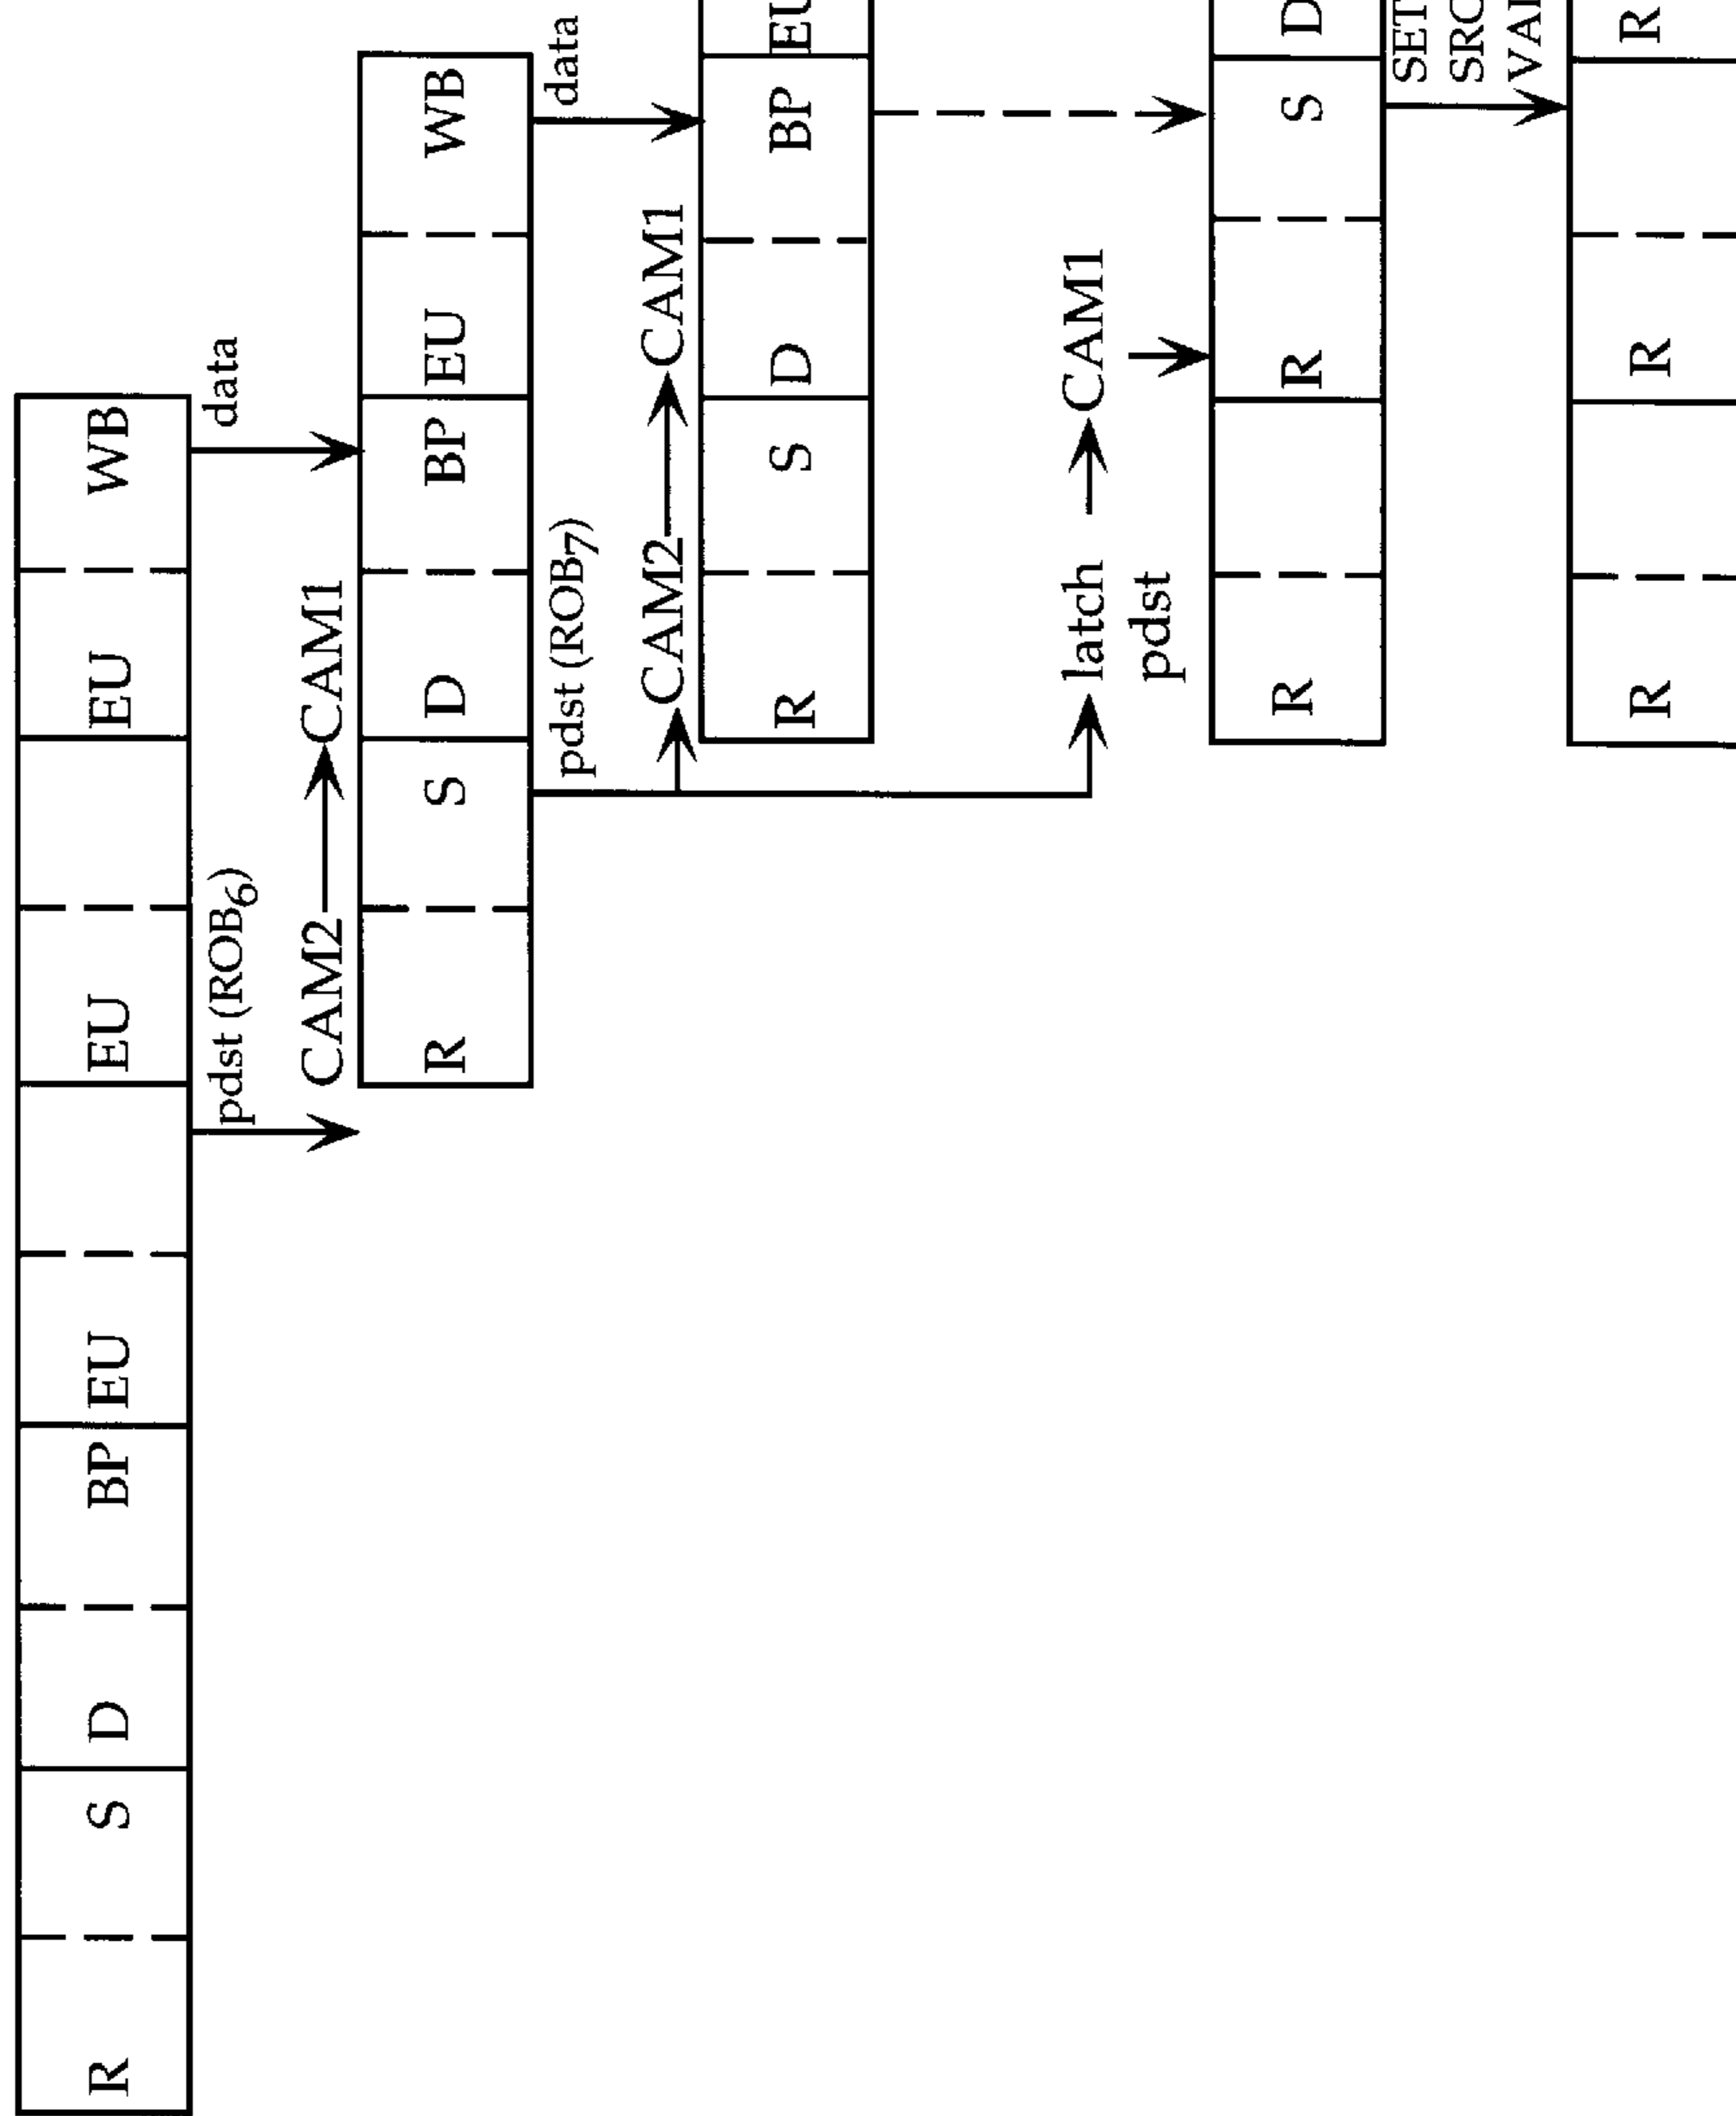 R S D BP EU EU EU WB
pdst (ROB6) data
CAM2 CAM1
R S D BP EU WB
pdst (ROB7) data
CAM2 CAM1
R S D BP EU
latch CAM1
pdst
R R S D
SET
SRC
R R R